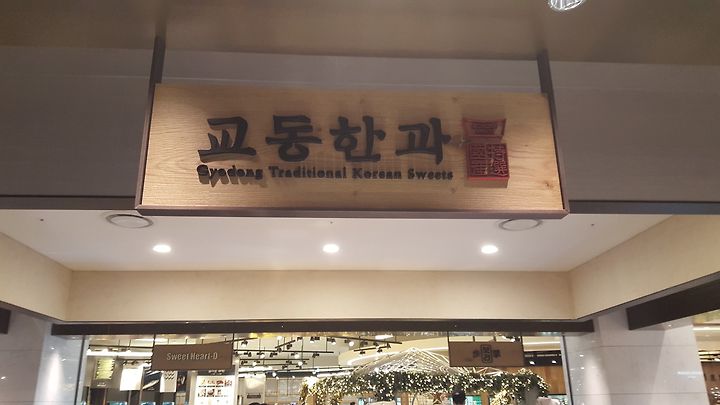 교동한과
Gyodong Traditional Korean Sweets
Sweet Heart-D